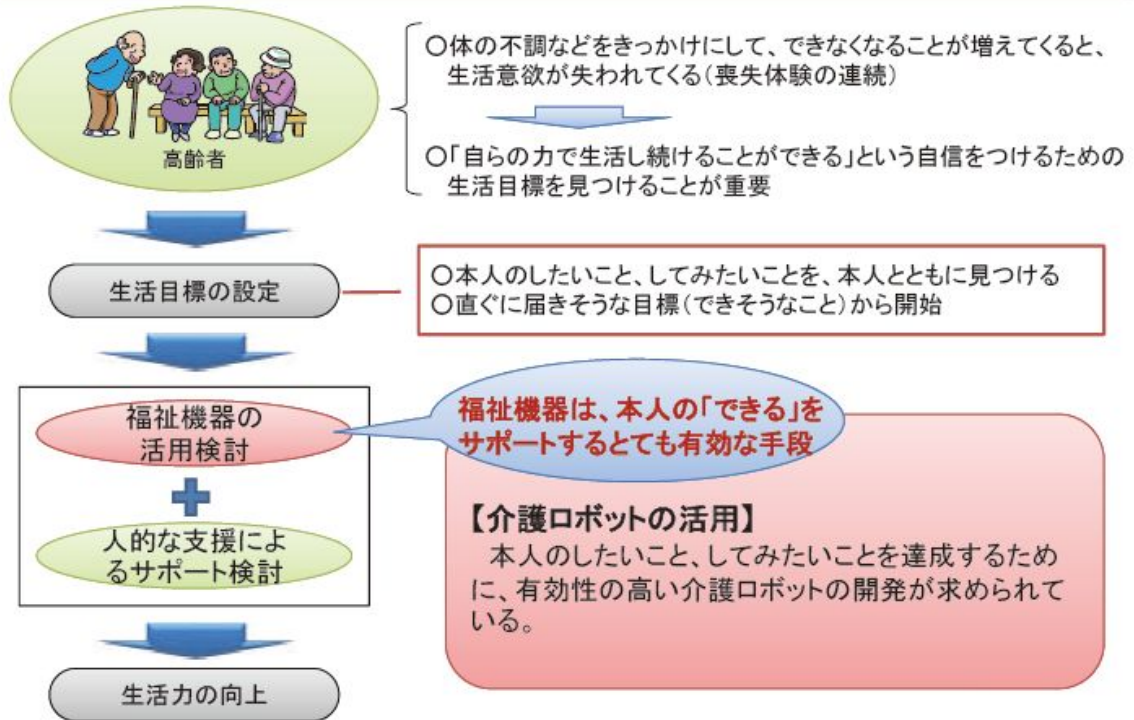 高齢者
〇体の不調などをきっかけにして、できなくなることが増えてくると、
生活意欲が失われてくる(喪失体験の連続)
〇「自らの力で生活し続けることができる」という自信をつけるための
生活目標を見つけることが重要
生活目標の設定
〇本人のしたいこと、してみたいことを、本人とともに見つける
〇直ぐに届きそうな目標(できそうなこと)から開始
福祉機器の
活用検討
人的な支援によ
るサポート検討
福祉機器は、本人の「できる」を
サポートするとても有効な手段
【介護ロボットの活用】
本人のしたいこと、してみたいことを達成するため
に、有効性の高い介護ロボットの開発が求められて
いる。
生活力の向上